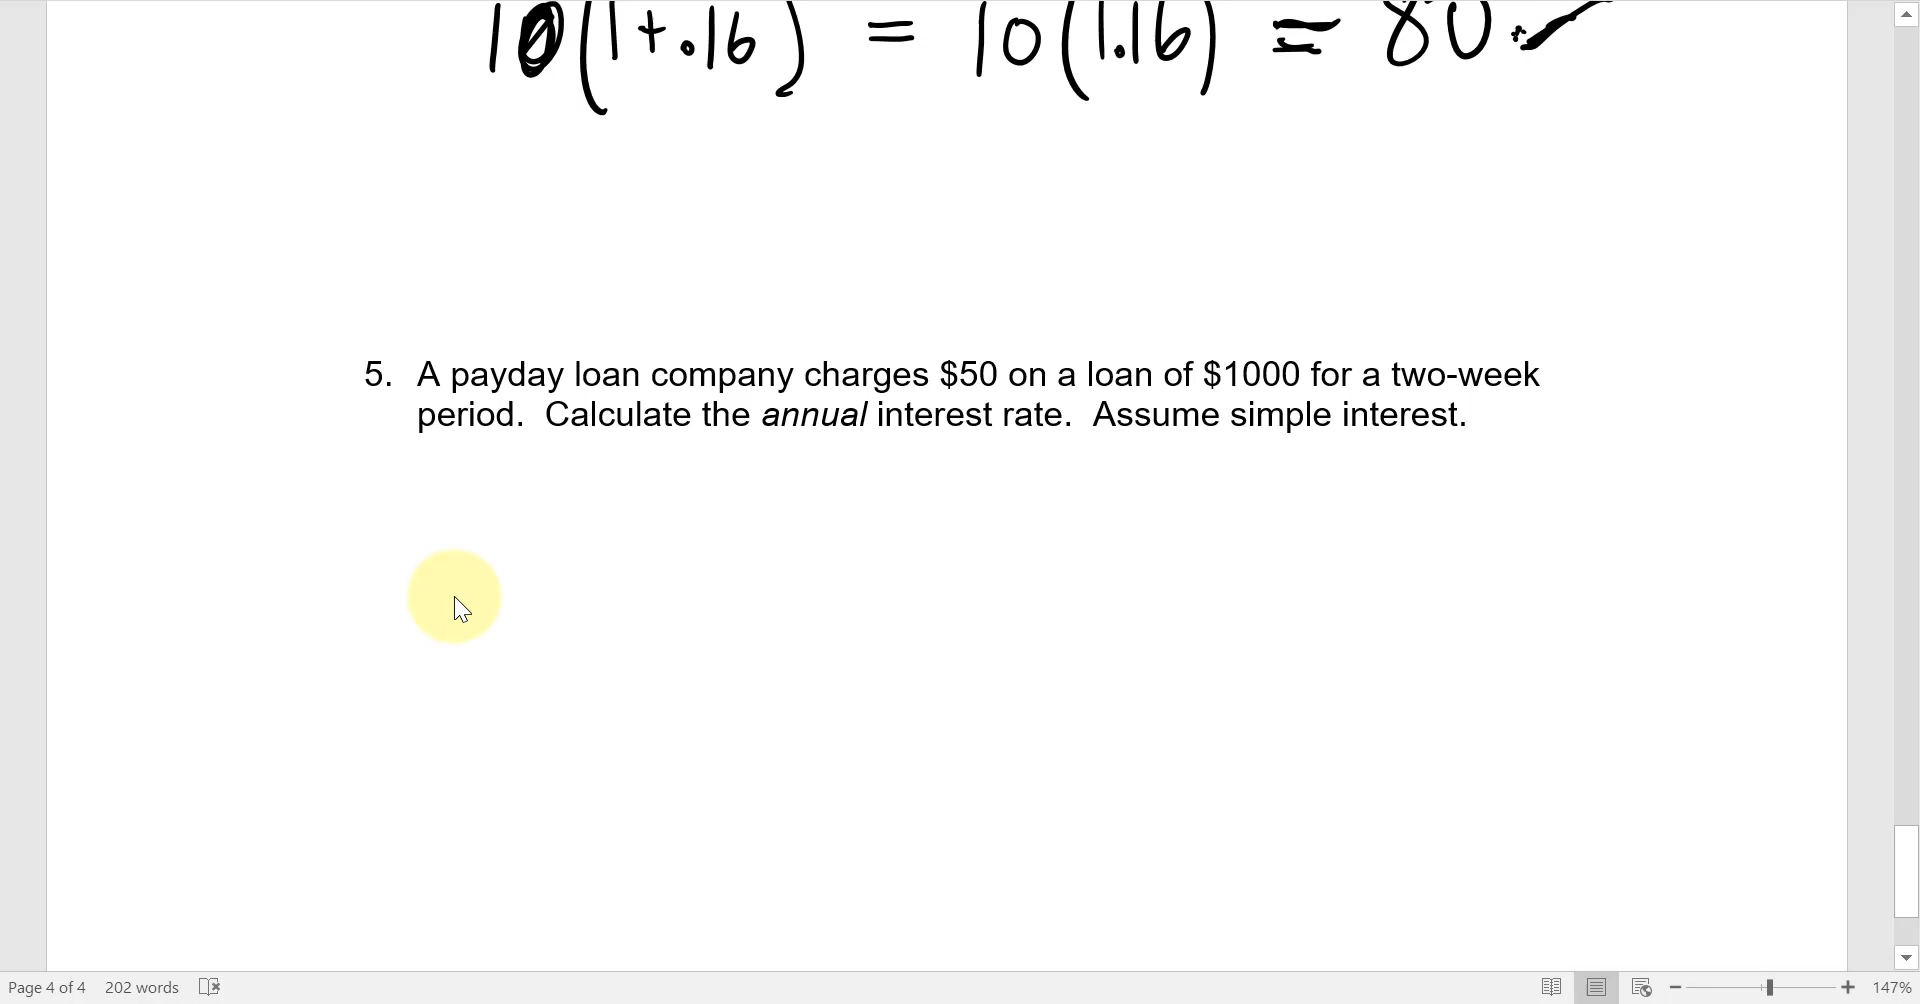 10(1+.16) = 10(1.16) = 80.
5. A payday loan company charges $50 on a loan of $1000 for a two-week
period. Calculate the annual interest rate. Assume simple interest.
Page 4 of 4 202 words 147%